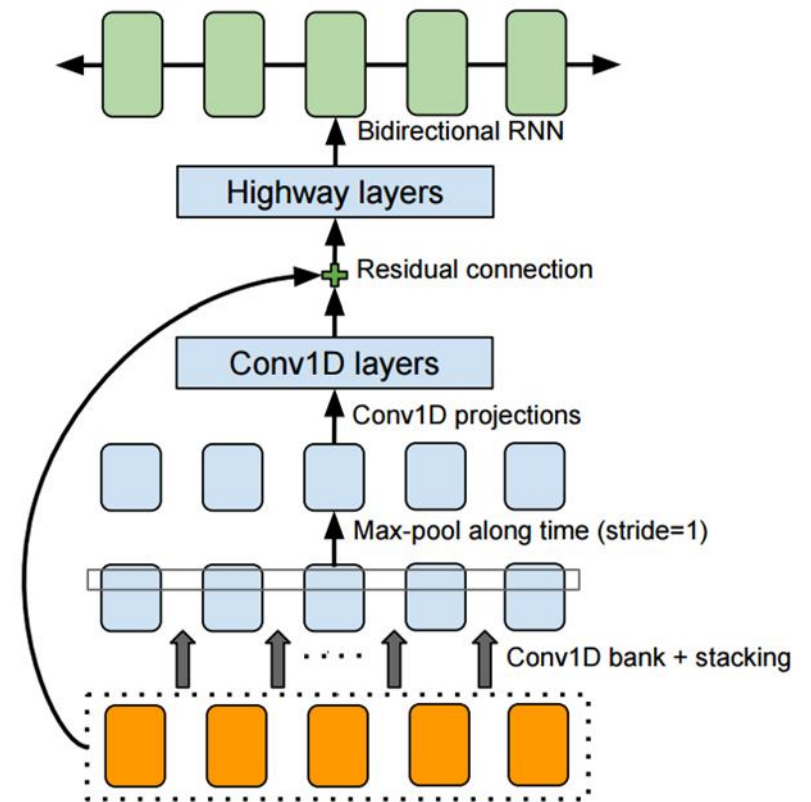 Bidirectional RNN
Highway layers
Residual connection
Conv1D layers
Conv1D projections
Max-pool along time (stride=1)
Conv1D bank + stacking